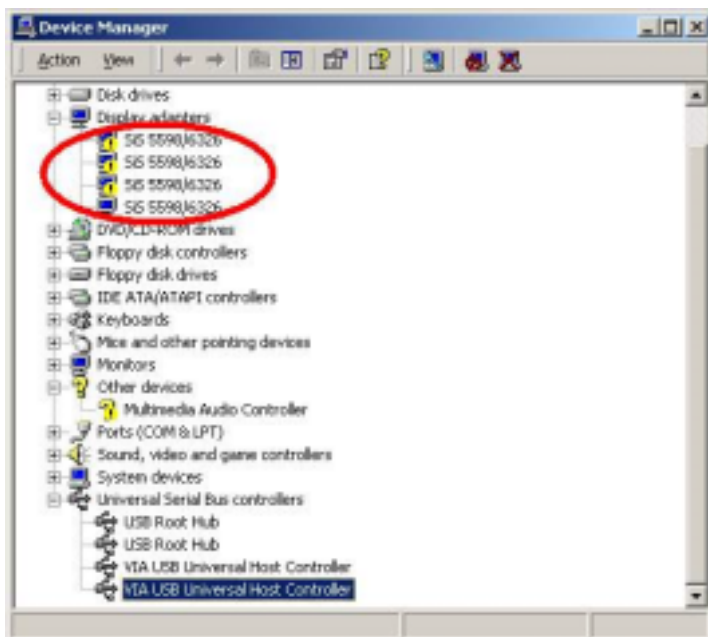 Device Manager
Action View
Disk drives
Display adapters
SiS 5598/6326
SiS 5598/6326
SiS 5598/6326
SiS 5598/6326
DVD/CD-ROM drives
Floppy disk controllers
Floppy disk drives
IDE ATA/ATAPI controllers
Keyboards
Mice and other pointing devices
Monitors
Other devices
Multimedia Audio Controller
Ports (COM & LPT)
Sound, video and game controllers
System devices
Universal Serial Bus controllers
USB Root Hub
USB Root Hub
VIA USB Universal Host Controller
VIA USB Universal Host Controller